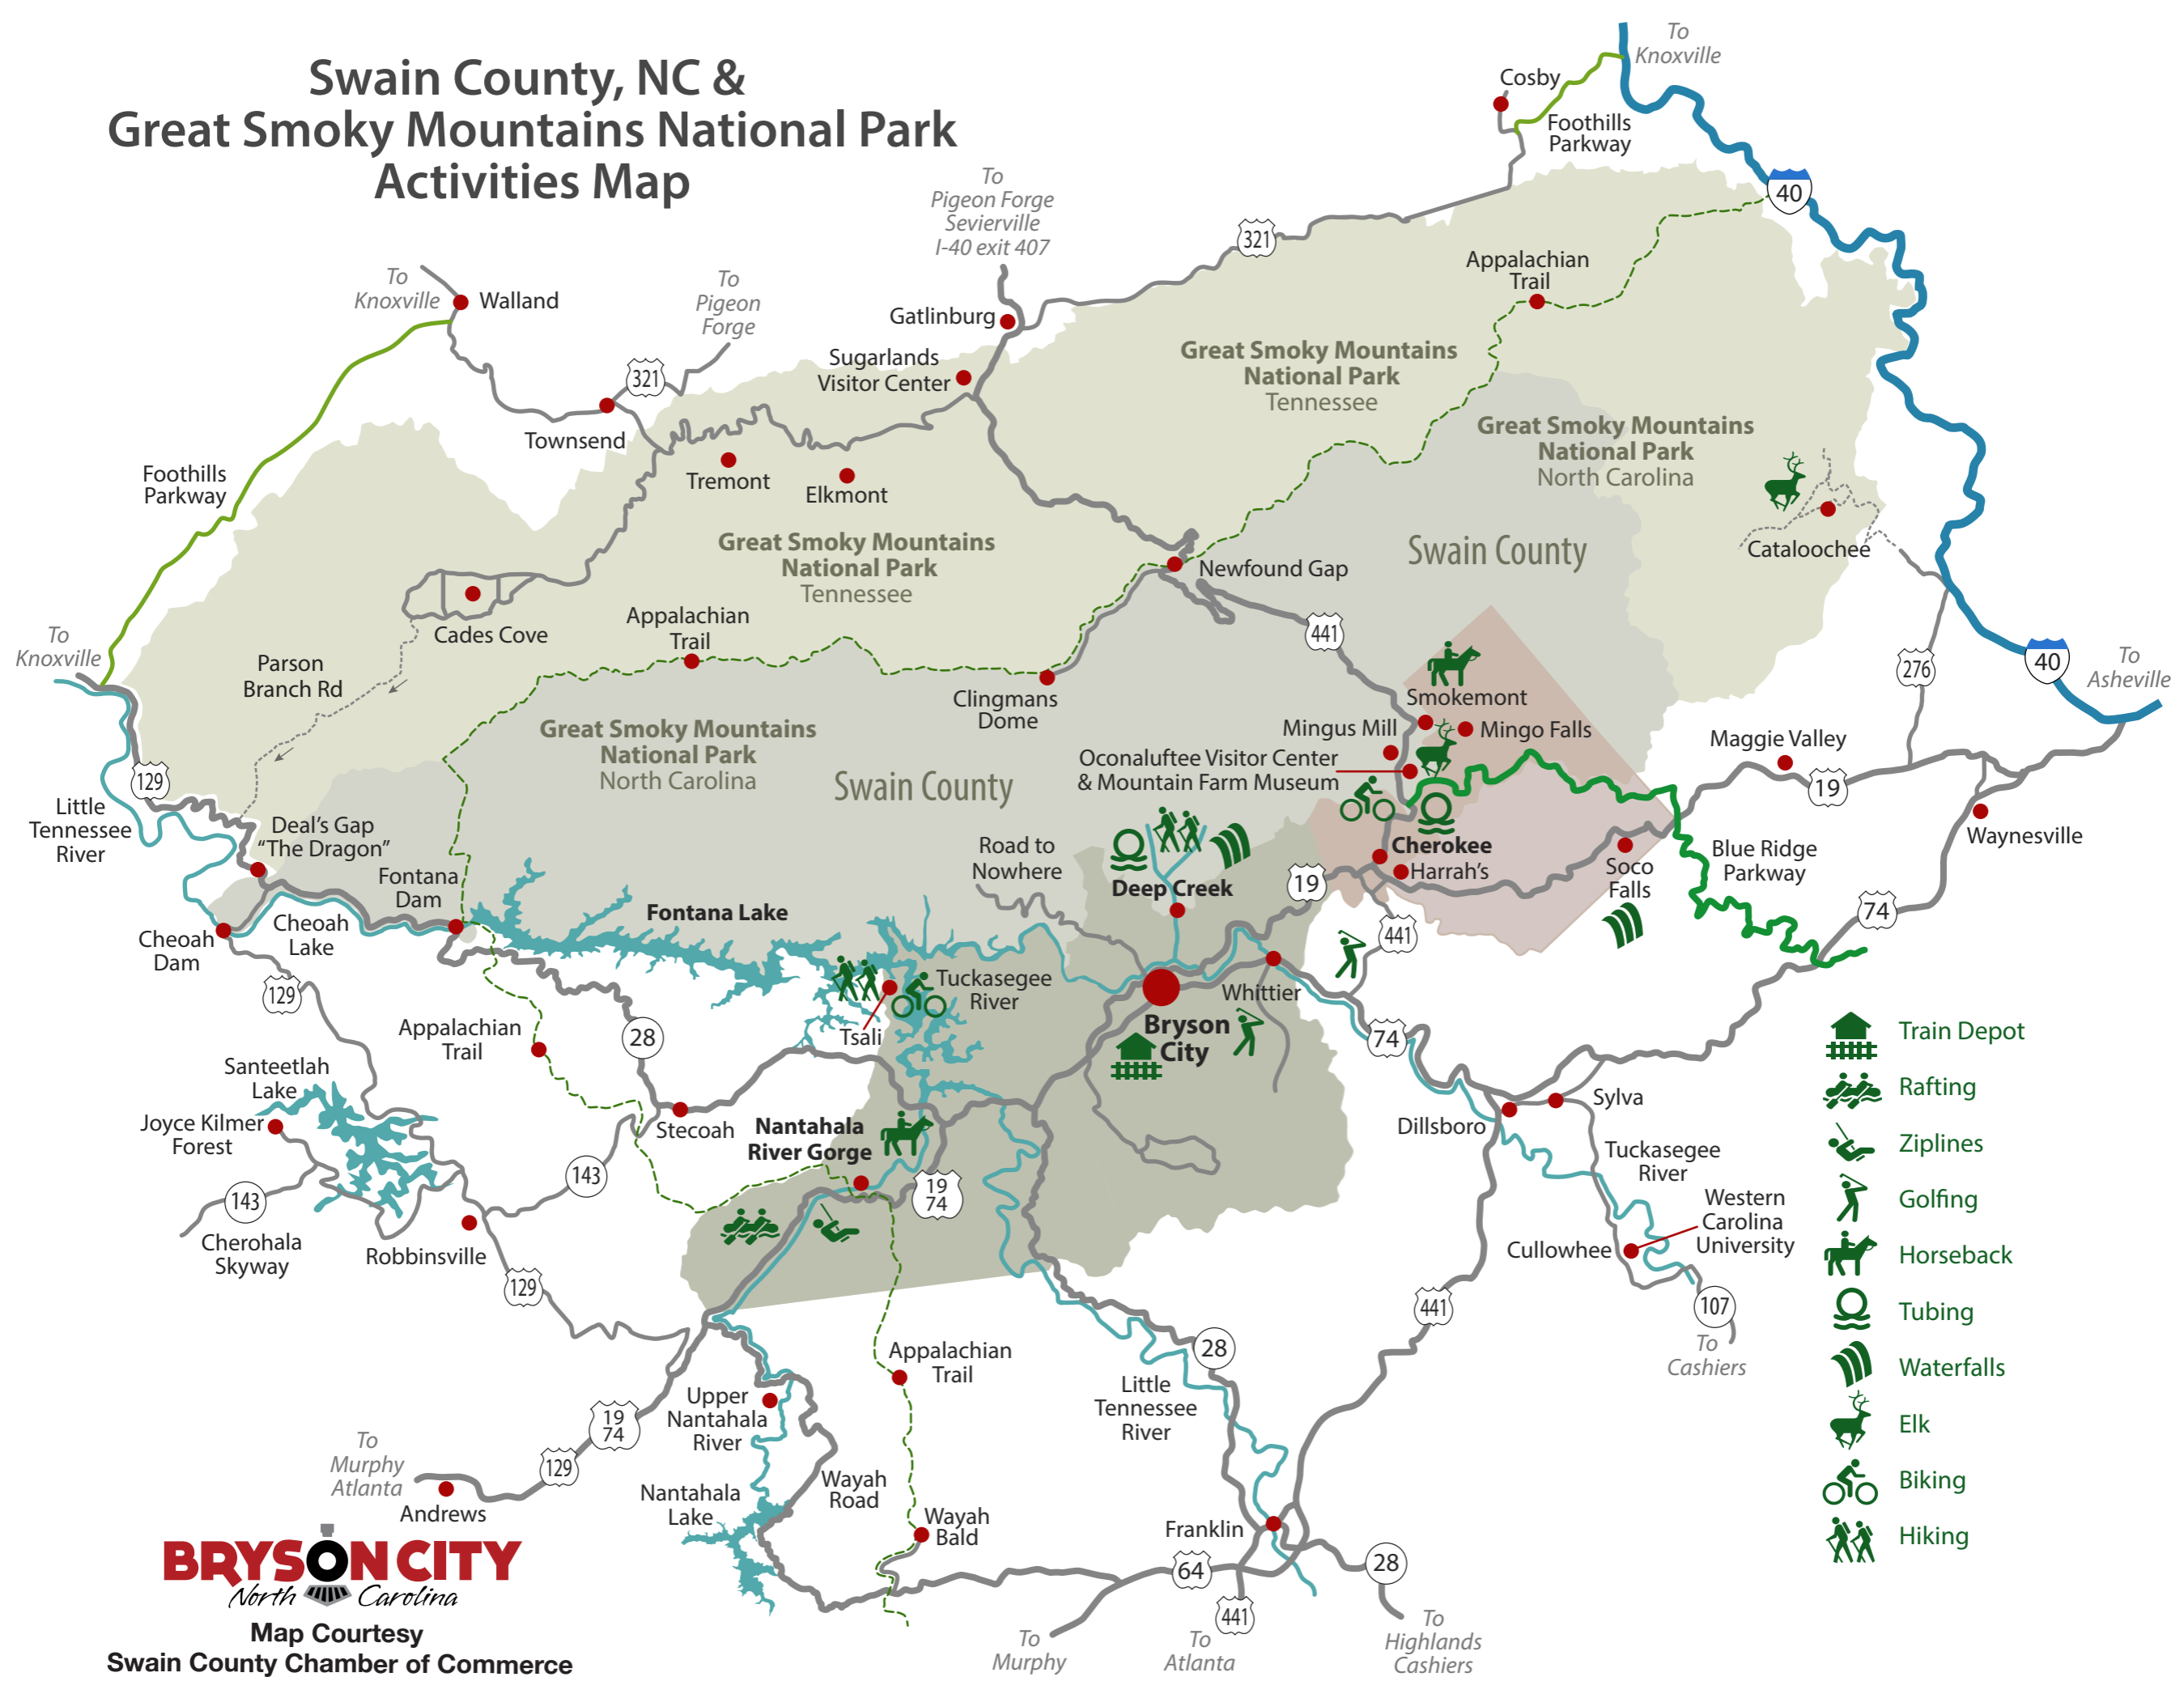 Swain County, NC &
Great Smoky Mountains National Park
Activities Map
To
Knoxville
Cosby
Foothills
Parkway
40
To
Pigeon Forge
Sevierville
I-40 exit 407
321
Appalachian
Trail
To
Knoxville
Walland
To
Pigeon
Forge
Gatlinburg
Sugarlands
Visitor Center
321
Townsend
Great Smoky Mountains
National Park
Tennessee
Great Smoky Mountains
National Park
North Carolina
Foothills
Parkway
Tremont
Elkmont
Cataloochee
Swain County
Great Smoky Mountains
National Park
Tennessee
Newfound Gap
Cades Cove
Appalachian
Trail
441
To
Knoxville
Parson
Branch Rd
276
40
To
Asheville
Clingmans
Dome
Smokemont
Mingus Mill
Mingo Falls
Great Smoky Mountains
National Park
North Carolina
Swain County
Oconaluftee Visitor Center
& Mountain Farm Museum
Maggie Valley
19
129
Little
Tennessee
River
Deal's Gap
“The Dragon”
Waynesville
Road to
Nowhere
Cherokee
Harrah's
Soco
Falls
Blue Ridge
Parkway
Deep Creek
19
Fontana
Dam
Fontana Lake
74
Cheoah
Dam
Cheoah
Lake
441
129
Tuckasegee
River
Whittier
Tsali
Bryson
City
Appalachian
Trail
28
74
Train Depot
Santeetlah
Lake
Rafting
Joyce Kilmer
Forest
Stecoah
Nantahala
River Gorge
Dillsboro
Sylva
Ziplines
Tuckasegee
River
143
143
19
74
Western
Carolina
University
Golfing
Cullowhee
Cherohala
Skyway
Robbinsville
Horseback
129
441
107
To
Cashiers
Tubing
28
Appalachian
Trail
Waterfalls
Little
Tennessee
River
Upper
Nantahala
River
Elk
19
74
To
Murphy
Atlanta
129
Andrews
Biking
Wayah
Road
Nantahala
Lake
Wayah
Bald
Franklin
Hiking
BRYSON CITY
North Carolina
64
28
441
Map Courtesy
Swain County Chamber of Commerce
To
Murphy
To
Atlanta
To
Highlands
Cashiers